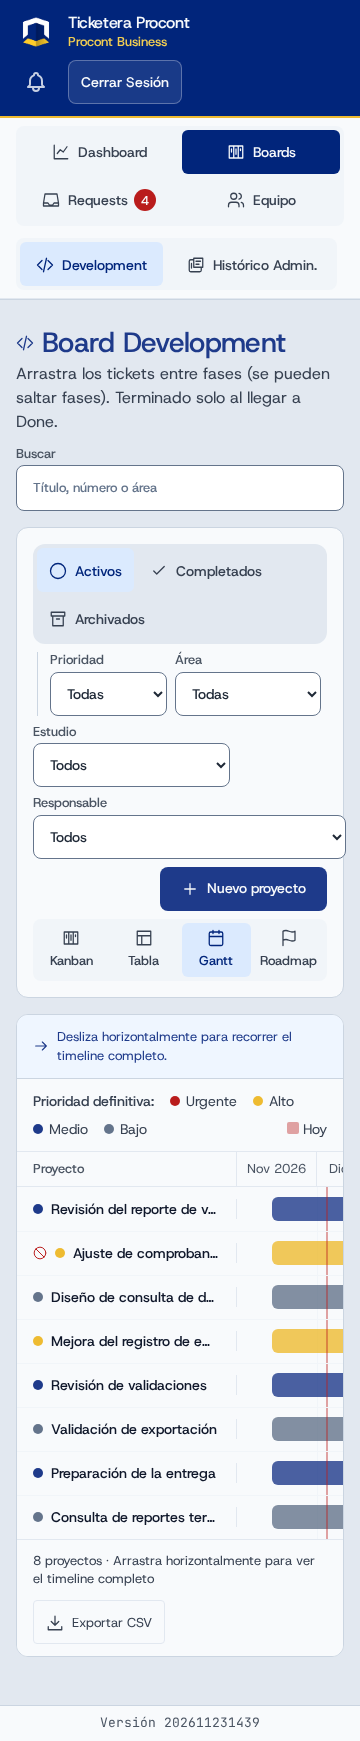 Ticketera Procont
Procont Business
Cerrar Sesión
Dashboard
Boards
Requests 4
Equipo
Development
Histórico Admin.
Board Development
Arrastra los tickets entre fases (se pueden
saltar fases). Terminado solo al llegar a
Done.
Buscar
Título, número o área
Activos
Completados
Archivados
Prioridad
Área
Todas
Todas
Estudio
Todos
Responsable
Todos
Nuevo proyecto
Kanban
Tabla
Gantt
Roadmap
Desliza horizontalmente para recorrer el
timeline completo.
Prioridad definitiva: Urgente Alto
Medio Bajo Hoy
Proyecto Nov 2026 Dic
Revisión del reporte de v...
Ajuste de comproban...
Diseño de consulta de d...
Mejora del registro de e...
Revisión de validaciones
Validación de exportación
Preparación de la entrega
Consulta de reportes ter...
8 proyectos · Arrastra horizontalmente para ver
el timeline completo
Exportar CSV
Versión 202611231439